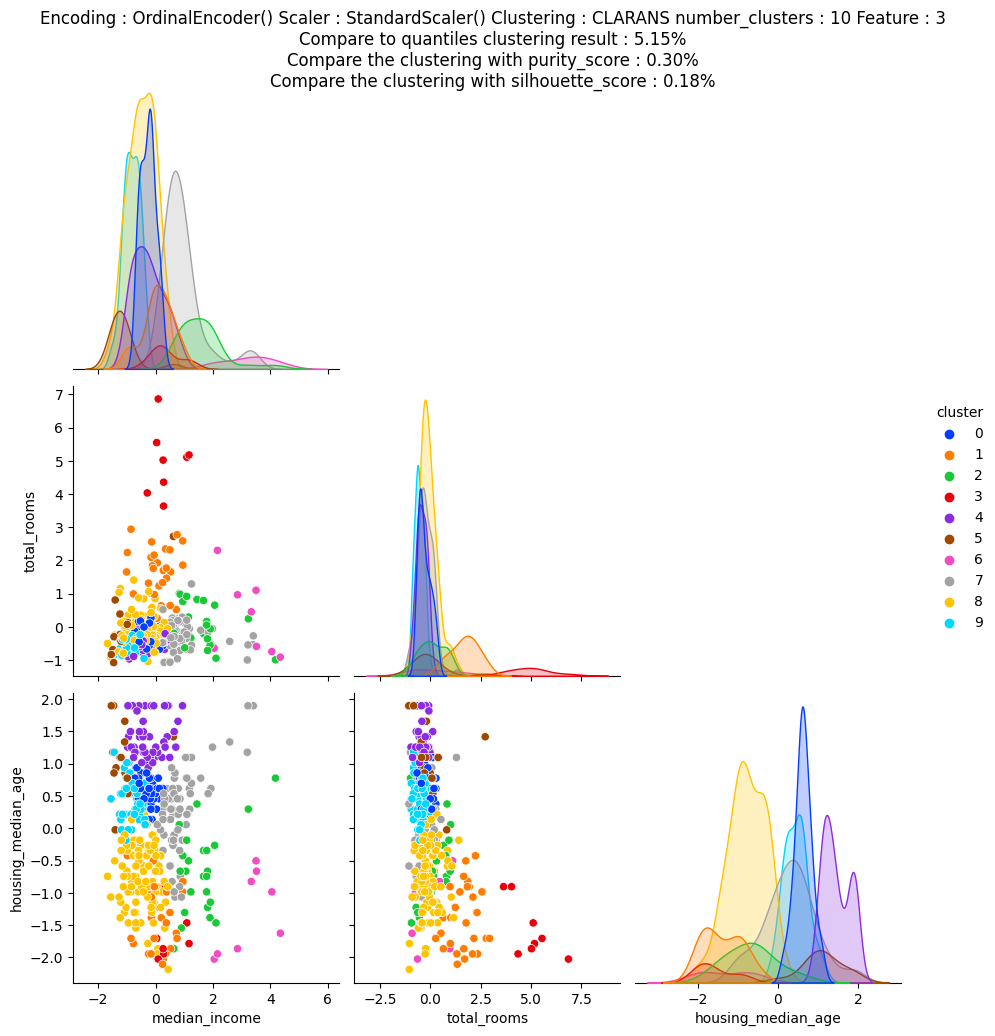 Encoding : OrdinalEncoder() Scaler : StandardScaler() Clustering : CLARANS number_clusters : 10 Feature : 3
Compare to quantiles clustering result : 5.15%
Compare the clustering with purity_score : 0.30%
Compare the clustering with silhouette_score : 0.18%
7
6
5
4
3
2
1
0
−1
total_rooms
cluster
0
1
2
3
4
5
6
7
8
9
2.0
1.5
1.0
0.5
0.0
−0.5
−1.0
−1.5
−2.0
housing_median_age
−2 0 2 4 6
median_income
−2.5 0.0 2.5 5.0 7.5
total_rooms
−2 0 2
housing_median_age